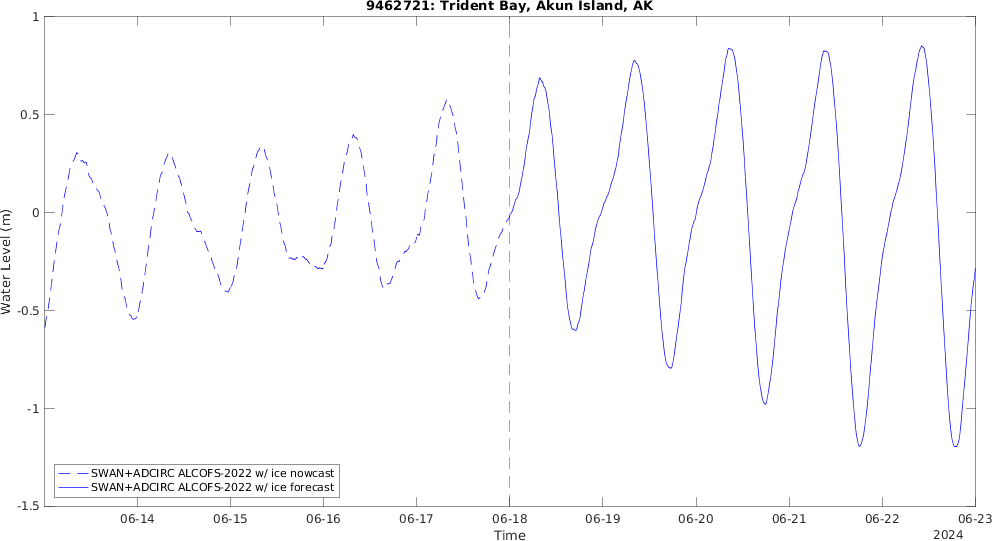 9462721: Trident Bay, Akun Island, AK
Water Level (m)
1
0.5
0
-0.5
-1
-1.5
SWAN+ADCIRC ALCOFS-2022 w/ ice nowcast
SWAN+ADCIRC ALCOFS-2022 w/ ice forecast
06-14 06-15 06-16 06-17 06-18 06-19 06-20 06-21 06-22 06-23
Time
2024